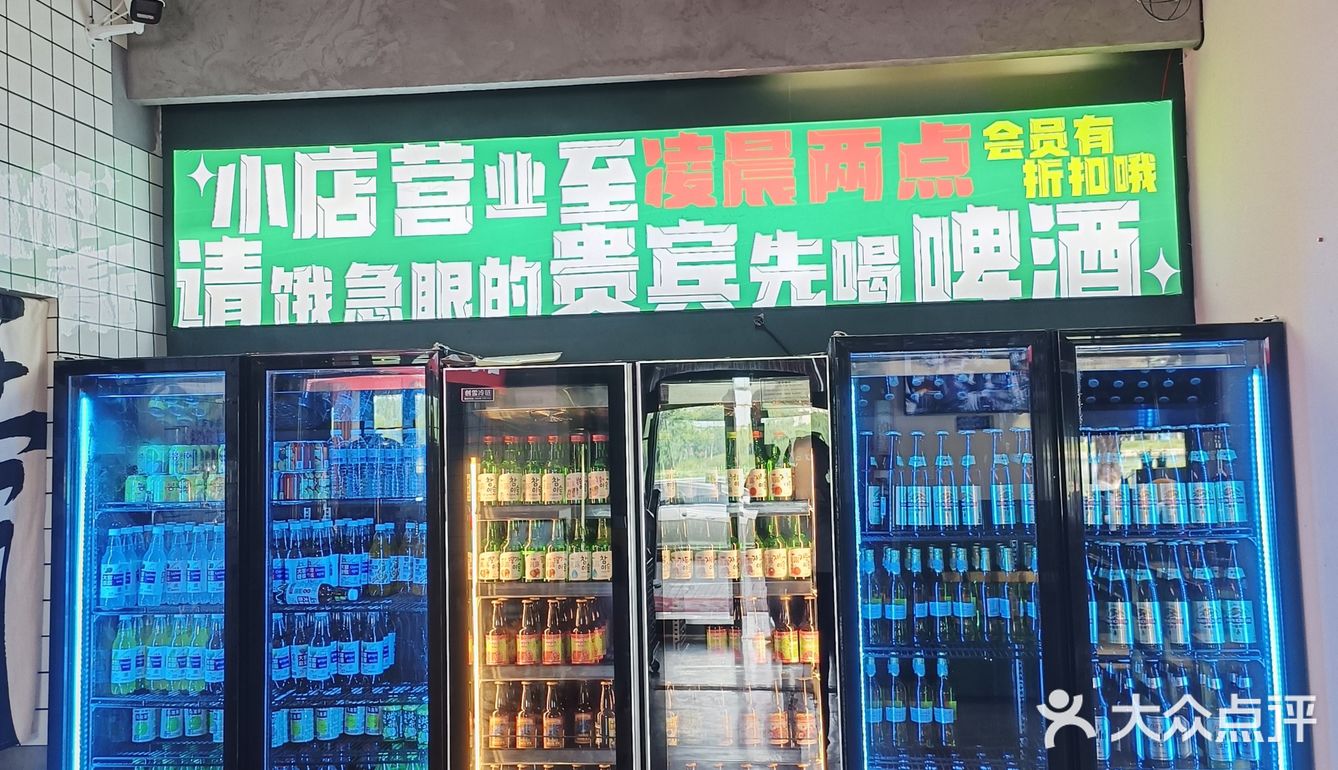 小店营业至凌晨两点
会员有
折扣哦
请饿急眼的贵宾先喝啤酒
大众点评